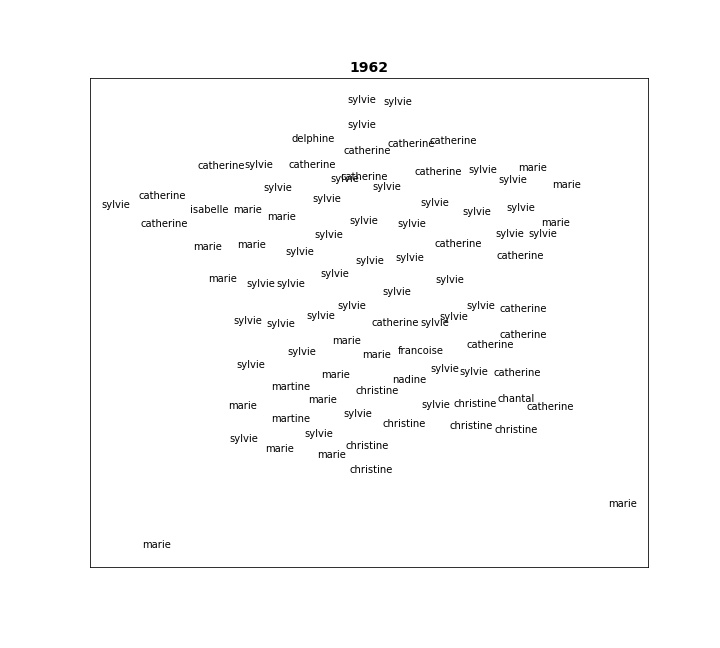 1962
sylvie sylvie
sylvie
delphine
catherine catherine
catherine
catherine sylvie catherine
sylvie catherine catherine sylvie marie
sylvie sylvie sylvie marie
catherine sylvie
sylvie isabelle marie marie sylvie sylvie sylvie
catherine sylvie sylvie marie
sylvie sylvie sylvie
marie marie sylvie catherine
sylvie sylvie catherine
marie sylvie sylvie sylvie sylvie
sylvie
sylvie sylvie catherine
sylvie sylvie sylvie catherine sylvie sylvie
marie catherine catherine
sylvie marie francoise
sylvie marie nadine sylvie sylvie catherine
martine christine
marie marie sylvie christine chantal catherine
martine sylvie christine christine christine
sylvie sylvie
marie marie christine
christine
marie
marie